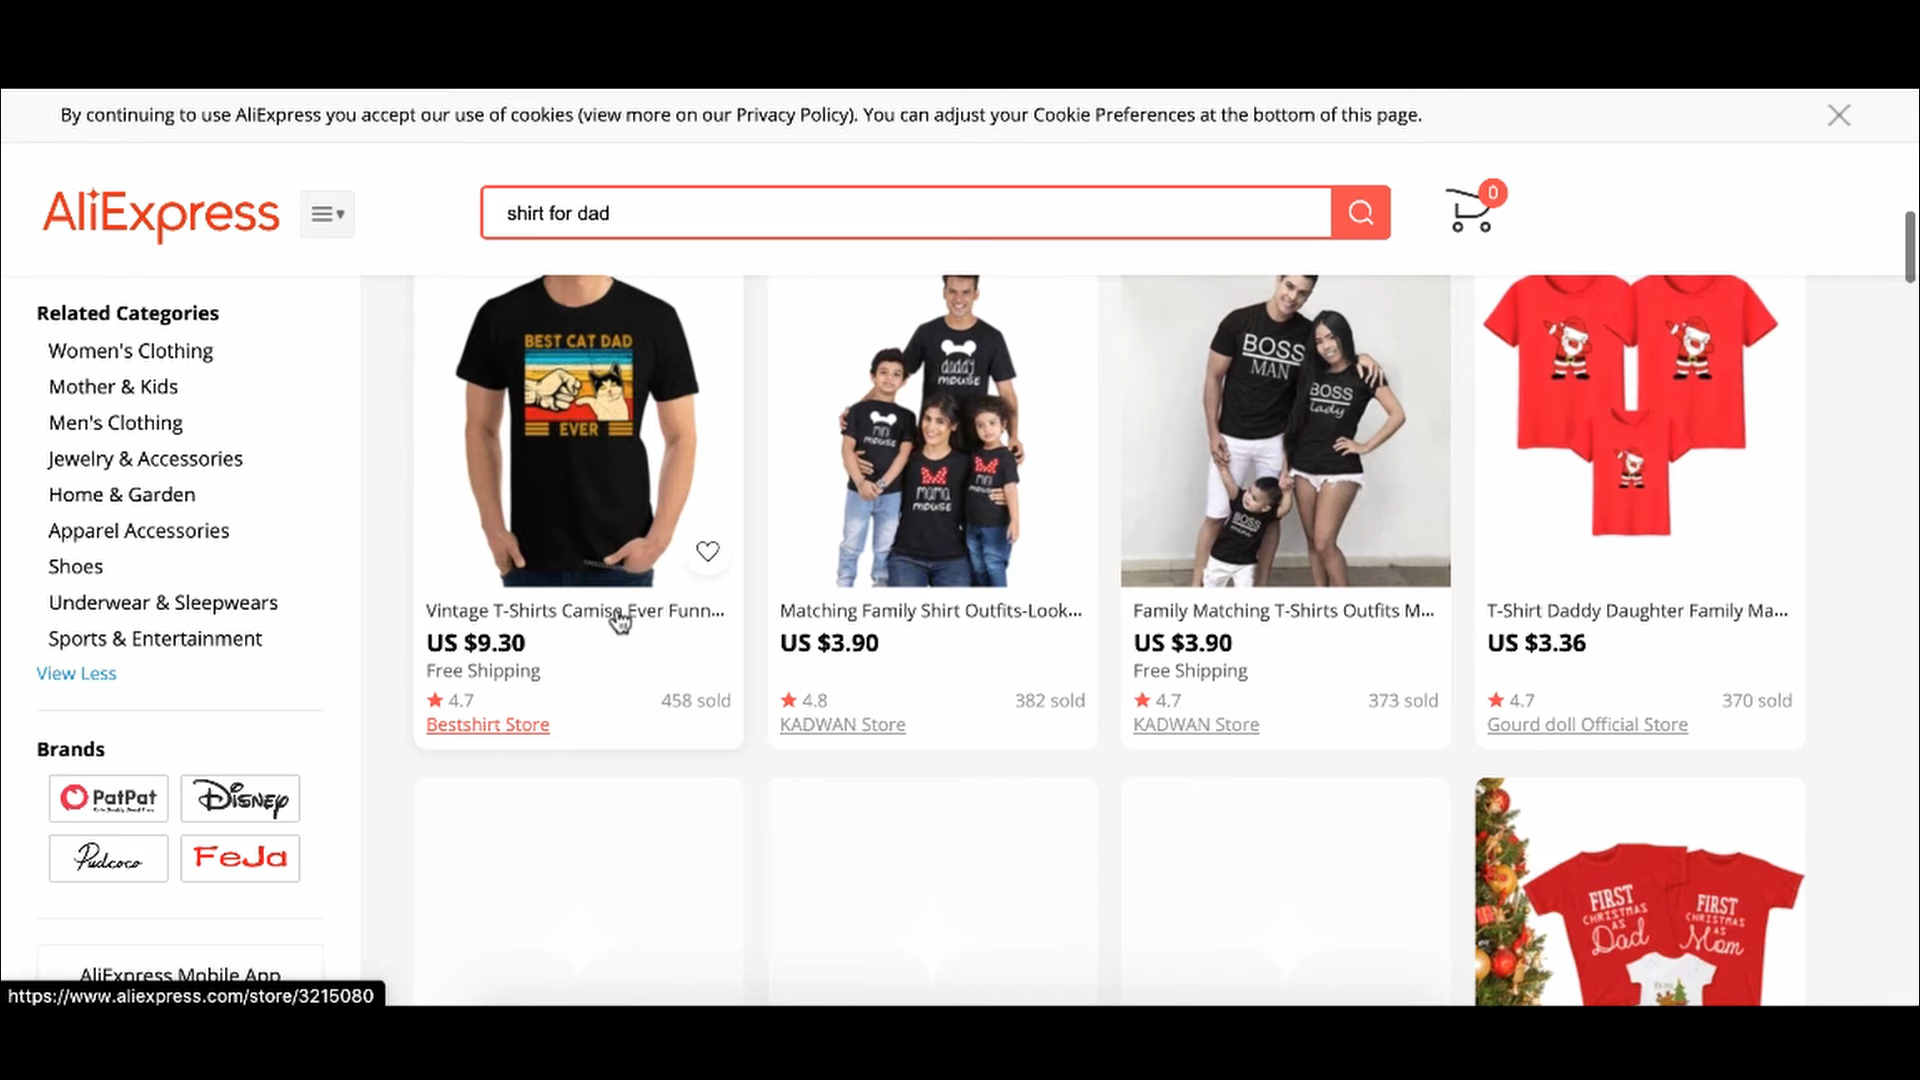 By continuing to use AliExpress you accept our use of cookies (view more on our Privacy Policy). You can adjust your Cookie Preferences at the bottom of this page.
AliExpress
shirt for dad
0
Related Categories
Women's Clothing
Mother & Kids
Men's Clothing
Jewelry & Accessories
Home & Garden
Apparel Accessories
Shoes
Underwear & Sleepwears
Sports & Entertainment
View Less
Brands
PatPat
Disney
Pudcoco
FeJa
AliExpress Mobile App
https://www.aliexpress.com/store/3215080
BEST CAT DAD
EVER
Vintage T-Shirts Camisa Ever Funn...
US $9.30
Free Shipping
4.7
458 sold
Bestshirt Store
daddy
MOUSE
MINI
MOUSE
MAMA
MOUSE
MINI
Matching Family Shirt Outfits-Look...
US $3.90
4.8
382 sold
KADWAN Store
BOSS
MAN
BOSS
lady
BOSS
Family Matching T-Shirts Outfits M...
US $3.90
Free Shipping
4.7
373 sold
KADWAN Store
T-Shirt Daddy Daughter Family Ma...
US $3.36
4.7
370 sold
Gourd doll Official Store
FIRST
CHRISTMAS
AS
Dad
FIRST
CHRISTMAS
AS
Mom